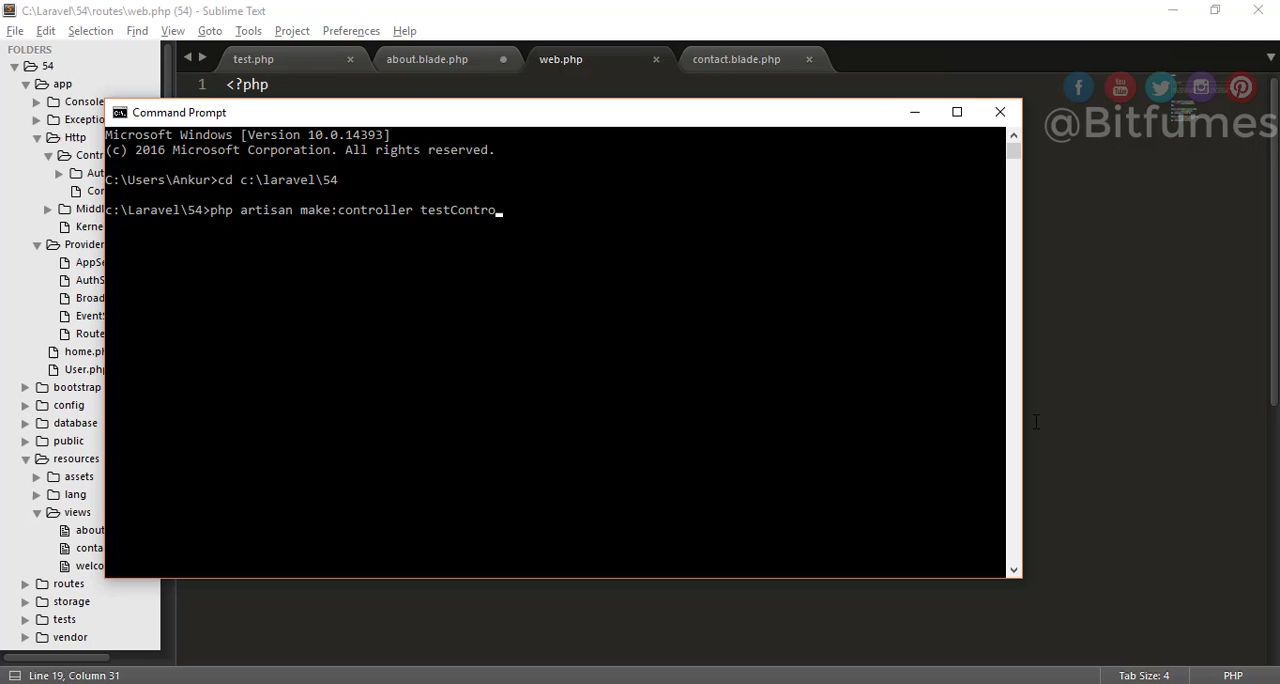 C:\Laravel\54\routes\web.php (54) - Sublime Text
File Edit Selection Find View Goto Tools Project Preferences Help
FOLDERS
54
app
Console
Exceptio
Http
Contr
Aut
Cor
Middl
Kerne
Provider
AppSe
AuthS
Broad
Event
Route
home.ph
User.php
bootstrap
config
database
public
resources
assets
lang
views
about
conta
welco
routes
storage
tests
vendor
test.php
about.blade.php
web.php
contact.blade.php
1 <?php
@Bitfumes
Command Prompt
Microsoft Windows [Version 10.0.14393]
(c) 2016 Microsoft Corporation. All rights reserved.
C:\Users\Ankur>cd c:\laravel\54
c:\Laravel\54>php artisan make:controller testContro
Line 19, Column 31
Tab Size: 4
PHP